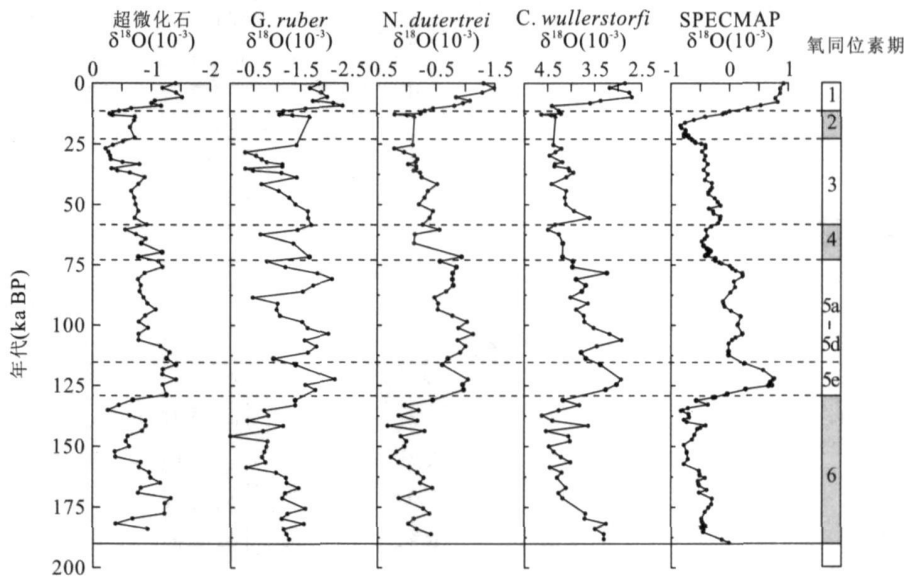 超微化石 G. ruber N. dutertrei C. wullerstorfi SPECMAP
δ¹⁸O(10⁻³) δ¹⁸O(10⁻³) δ¹⁸O(10⁻³) δ¹⁸O(10⁻³) δ¹⁸O(10⁻³) 氧同位素期
0 -1 -2 -0.5 -1.5 -2.5 0.5 -0.5 -1.5 4.5 3.5 2.5 -1 0 1
0 1
2
25
3
50
4
75
5a
100
5d
125 5e
150
6
175
200
年代(ka BP)